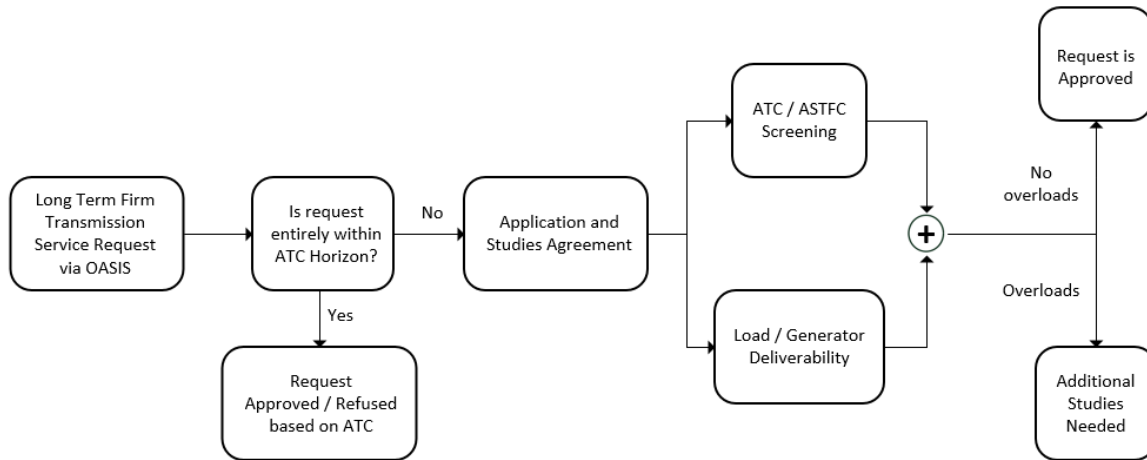 Long Term Firm
Transmission
Service Request
via OASIS
Is request
entirely within
ATC Horizon?
Yes
Request
Approved / Refused
based on ATC
No
Application and
Studies Agreement
ATC / ASTFC
Screening
Load / Generator
Deliverability
+
No
overloads
Request is
Approved
Overloads
Additional
Studies
Needed